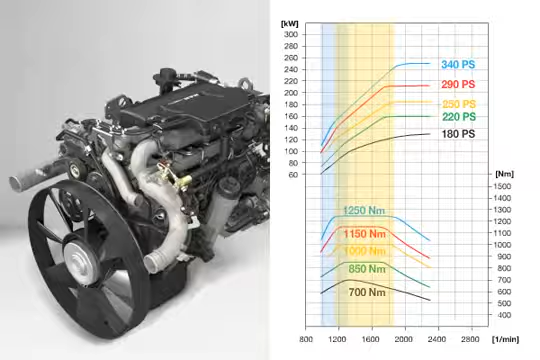 [kW]
300
280
260
240
220
200
180
160
140
120
100
80
60
340 PS
290 PS
250 PS
220 PS
180 PS
[Nm]
1500
1400
1300
1200
1100
1000
900
800
700
600
500
400
1250 Nm
1150 Nm
1000 Nm
850 Nm
700 Nm
800 1200 1600 2000 2400 2800 [1/min]